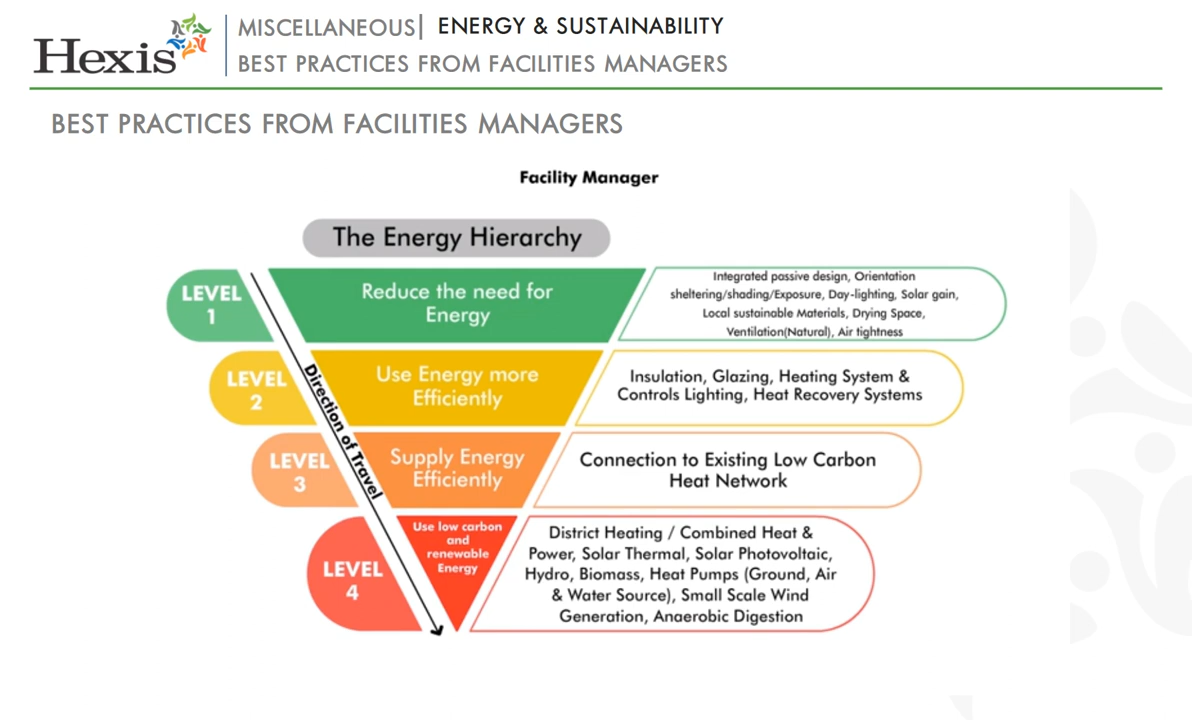 Hexis
MISCELLANEOUS| ENERGY & SUSTAINABILITY
BEST PRACTICES FROM FACILITIES MANAGERS
BEST PRACTICES FROM FACILITIES MANAGERS
Facility Manager
The Energy Hierarchy
Direction of Travel
LEVEL
1
Reduce the need for
Energy
Integrated passive design, Orientation
sheltering/shading/Exposure, Day-lighting, Solar gain,
Local sustainable Materials, Drying Space,
Ventilation(Natural), Air tightness
LEVEL
2
Use Energy more
Efficiently
Insulation, Glazing, Heating System &
Controls Lighting, Heat Recovery Systems
LEVEL
3
Supply Energy
Efficiently
Connection to Existing Low Carbon
Heat Network
LEVEL
4
Use low carbon
and
renewable
Energy
District Heating / Combined Heat &
Power, Solar Thermal, Solar Photovoltaic,
Hydro, Biomass, Heat Pumps (Ground, Air
& Water Source), Small Scale Wind
Generation, Anaerobic Digestion